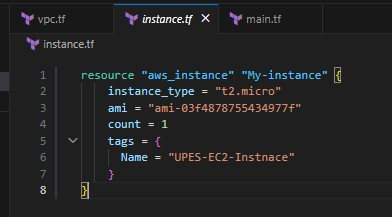 vpc.tf instance.tf × main.tf
instance.tf
1 resource "aws_instance" "My-instance" {
2 instance_type = "t2.micro"
3 ami = "ami-03f4878755434977f"
4 count = 1
5 tags = {
6 Name = "UPES-EC2-Instnace"
7 }
8 }